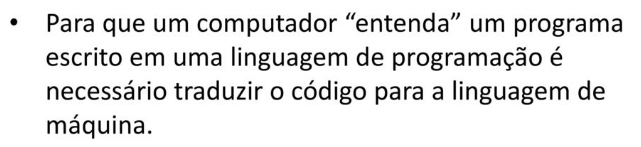 • Para que um computador “entenda” um programa
escrito em uma linguagem de programação é
necessário traduzir o código para a linguagem de
máquina.